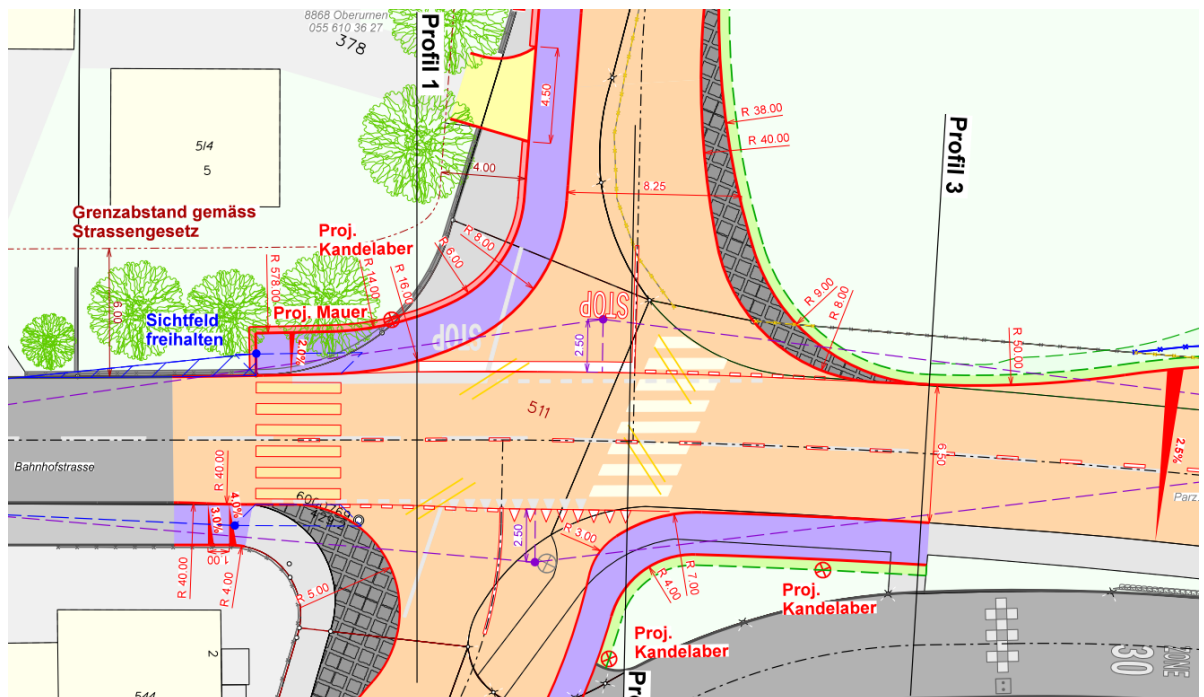 8868 Oberurnen
055 610 36 27
378
Profil 1
4.50
R 38.00
R 40.00
Profil 3
5/4
5
4.00
8.25
Grenzabstand gemäss
Strassengesetz
Proj.
Kandelaber
R 8.00
R 6.00
R 578.00
R 14.00
R 16.00
6.00
Proj. Mauer
Sichtfeld
freihalten
STOP
STOP
2.50
R 9.00
R 8.00
R 50.00
2.0%
511
6.50
2.5%
Bahnhofstrasse
Parz.
R 40.00
4.0%
3.0%
R 40.00
R 4.00
R 5.00
2.50
R 3.00
R 7.00
R 4.00
Proj.
Kandelaber
Proj.
Kandelaber
2
544
ZONE
30